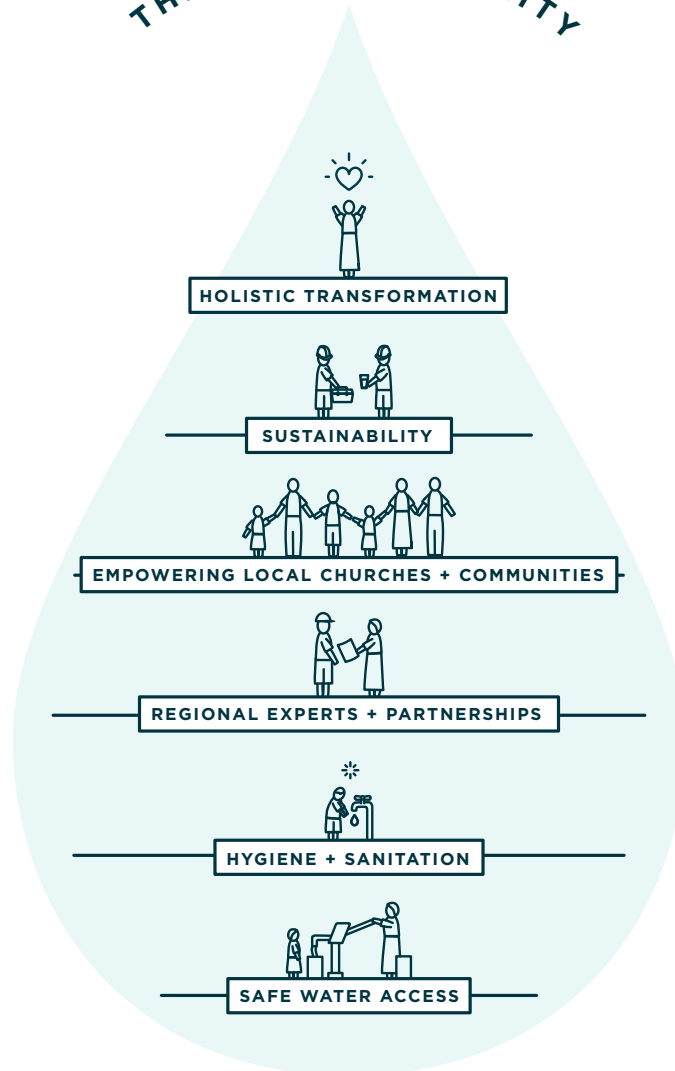 HOLISTIC TRANSFORMATION
SUSTAINABILITY
EMPOWERING LOCAL CHURCHES + COMMUNITIES
REGIONAL EXPERTS + PARTNERSHIPS
HYGIENE + SANITATION
SAFE WATER ACCESS